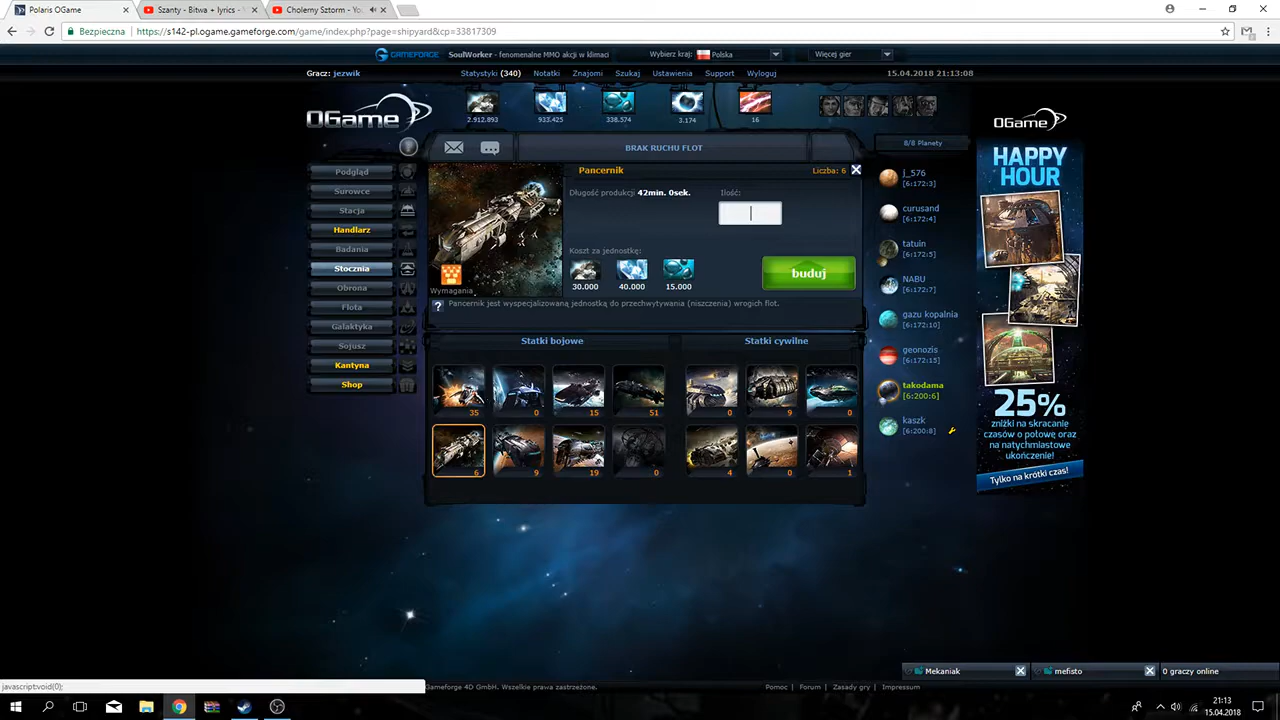 Polaris OGame
Szanty - Bitwa + lyrics -
Cholerny Sztorm - Yo
Bezpieczna
https://s142-pl.ogame.gameforge.com/game/index.php?page=shipyard&cp=33817309
GAMEFORGE
SoulWorker - fenomenalne MMO akcji w klimaci
Wybierz kraj:
Polska
Więcej gier
Gracz: jezwik
Statystyki (340)
Notatki
Znajomi
Szukaj
Ustawienia
Support
Wyloguj
15.04.2018 21:13:08
OGame
2.912.893
933.425
338.574
3.174
16
8/8 Planety
BRAK RUCHU FLOT
Podgląd
Surowce
Stacja
Handlarz
Badania
Stocznia
Obrona
Flota
Galaktyka
Sojusz
Kantyna
Shop
Pancernik
Liczba: 6
Długość produkcji 42min. 0sek.
Ilość:
Koszt za jednostkę:
30.000
40.000
15.000
buduj
Wymagania
Pancernik jest wyspecjalizowaną jednostką do przechwytywania (niszczenia) wrogich flot.
Statki bojowe
Statki cywilne
35
0
15
51
0
9
0
6
9
19
0
4
0
1
j_576
[6:172:3]
curusand
[6:172:4]
tatuin
[6:172:5]
NABU
[6:172:7]
gazu kopalnia
[6:172:10]
geonozis
[6:172:15]
takodama
[6:200:6]
kaszk
[6:200:8]
OGame
HAPPY
HOUR
25%
zniżki na skracanie
czasów o połowę oraz
na natychmiastowe
ukończenie!
Tylko na krótki czas!
Mekaniak
mefisto
0 graczy online
javascript:void(0);
Gameforge 4D GmbH. Wszelkie prawa zastrzeżone.
Pomoc
Forum
Zasady gry
Impressum
21:13
15.04.2018